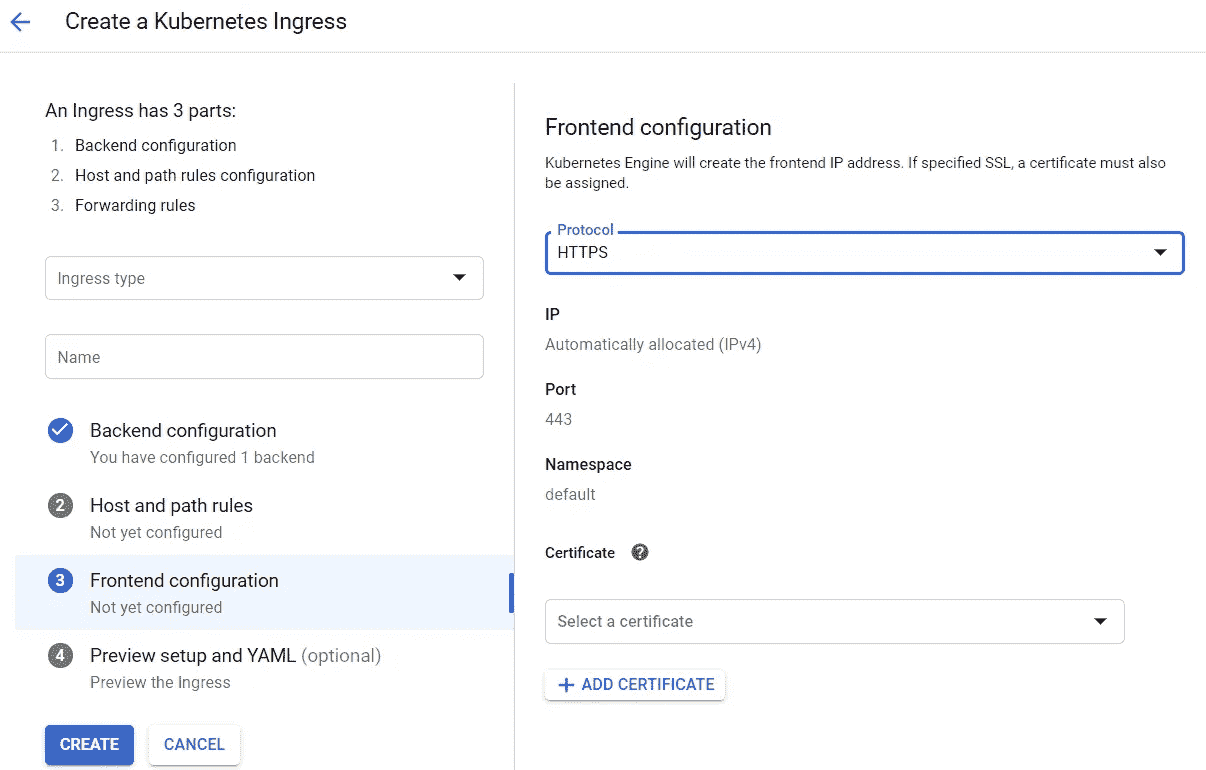 Create a Kubernetes Ingress
An Ingress has 3 parts:
1. Backend configuration
2. Host and path rules configuration
3. Forwarding rules
Ingress type
Name
Backend configuration
You have configured 1 backend
2 Host and path rules
Not yet configured
3 Frontend configuration
Not yet configured
4 Preview setup and YAML (optional)
Preview the Ingress
CREATE CANCEL
Frontend configuration
Kubernetes Engine will create the frontend IP address. If specified SSL, a certificate must also
be assigned.
Protocol
HTTPS
IP
Automatically allocated (IPv4)
Port
443
Namespace
default
Certificate ?
Select a certificate
+ ADD CERTIFICATE